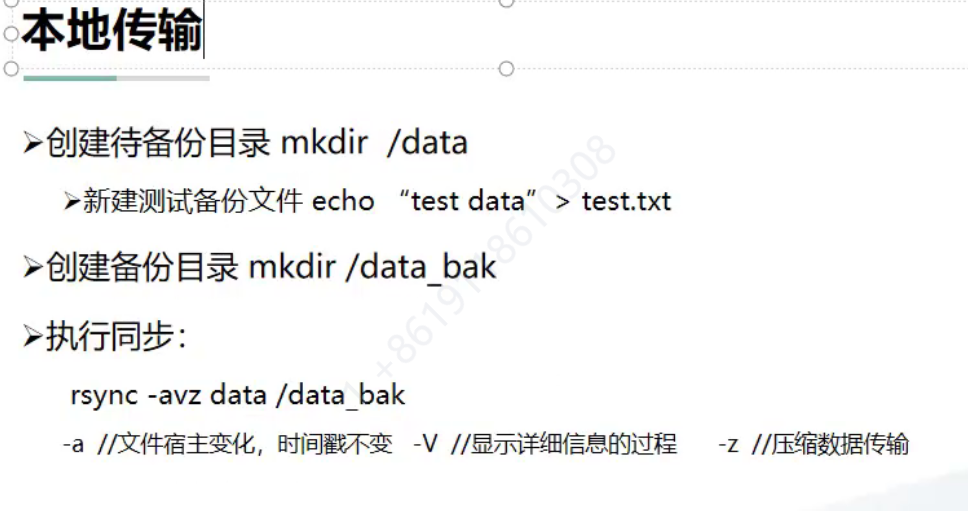 本地传输
➢创建待备份目录 mkdir /data
➢新建测试备份文件 echo “test data” > test.txt
➢创建备份目录 mkdir /data_bak
➢执行同步：
rsync -avz data /data_bak
-a //文件宿主变化，时间戳不变 -V //显示详细信息的过程 -z //压缩数据传输